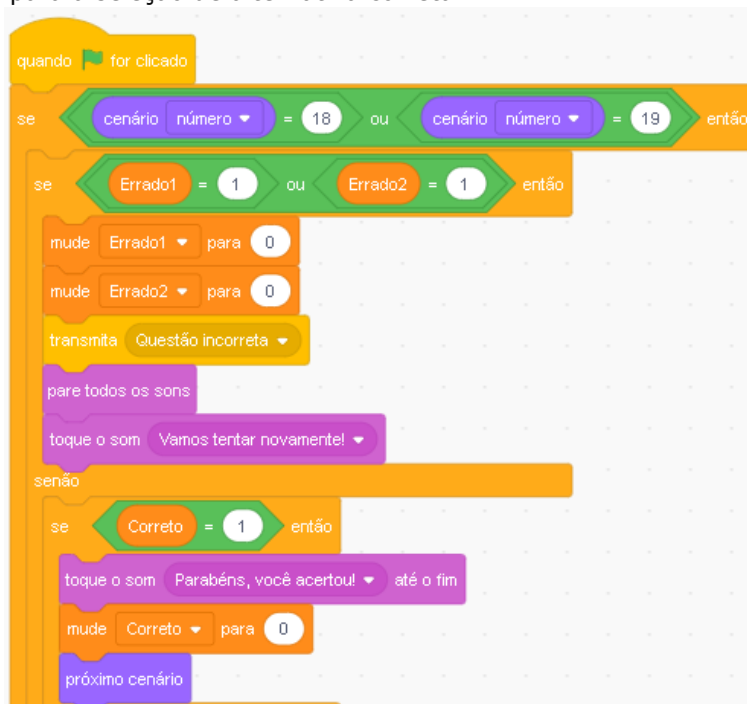 quando for clicado
se cenário número = 18 ou cenário número = 19 então
se Errado1 = 1 ou Errado2 = 1 então
mude Errado1 para 0
mude Errado2 para 0
transmita Questão incorreta
pare todos os sons
toque o som Vamos tentar novamente!
senão
se Correto = 1 então
toque o som Parabéns, você acertou! até o fim
mude Correto para 0
próximo cenário